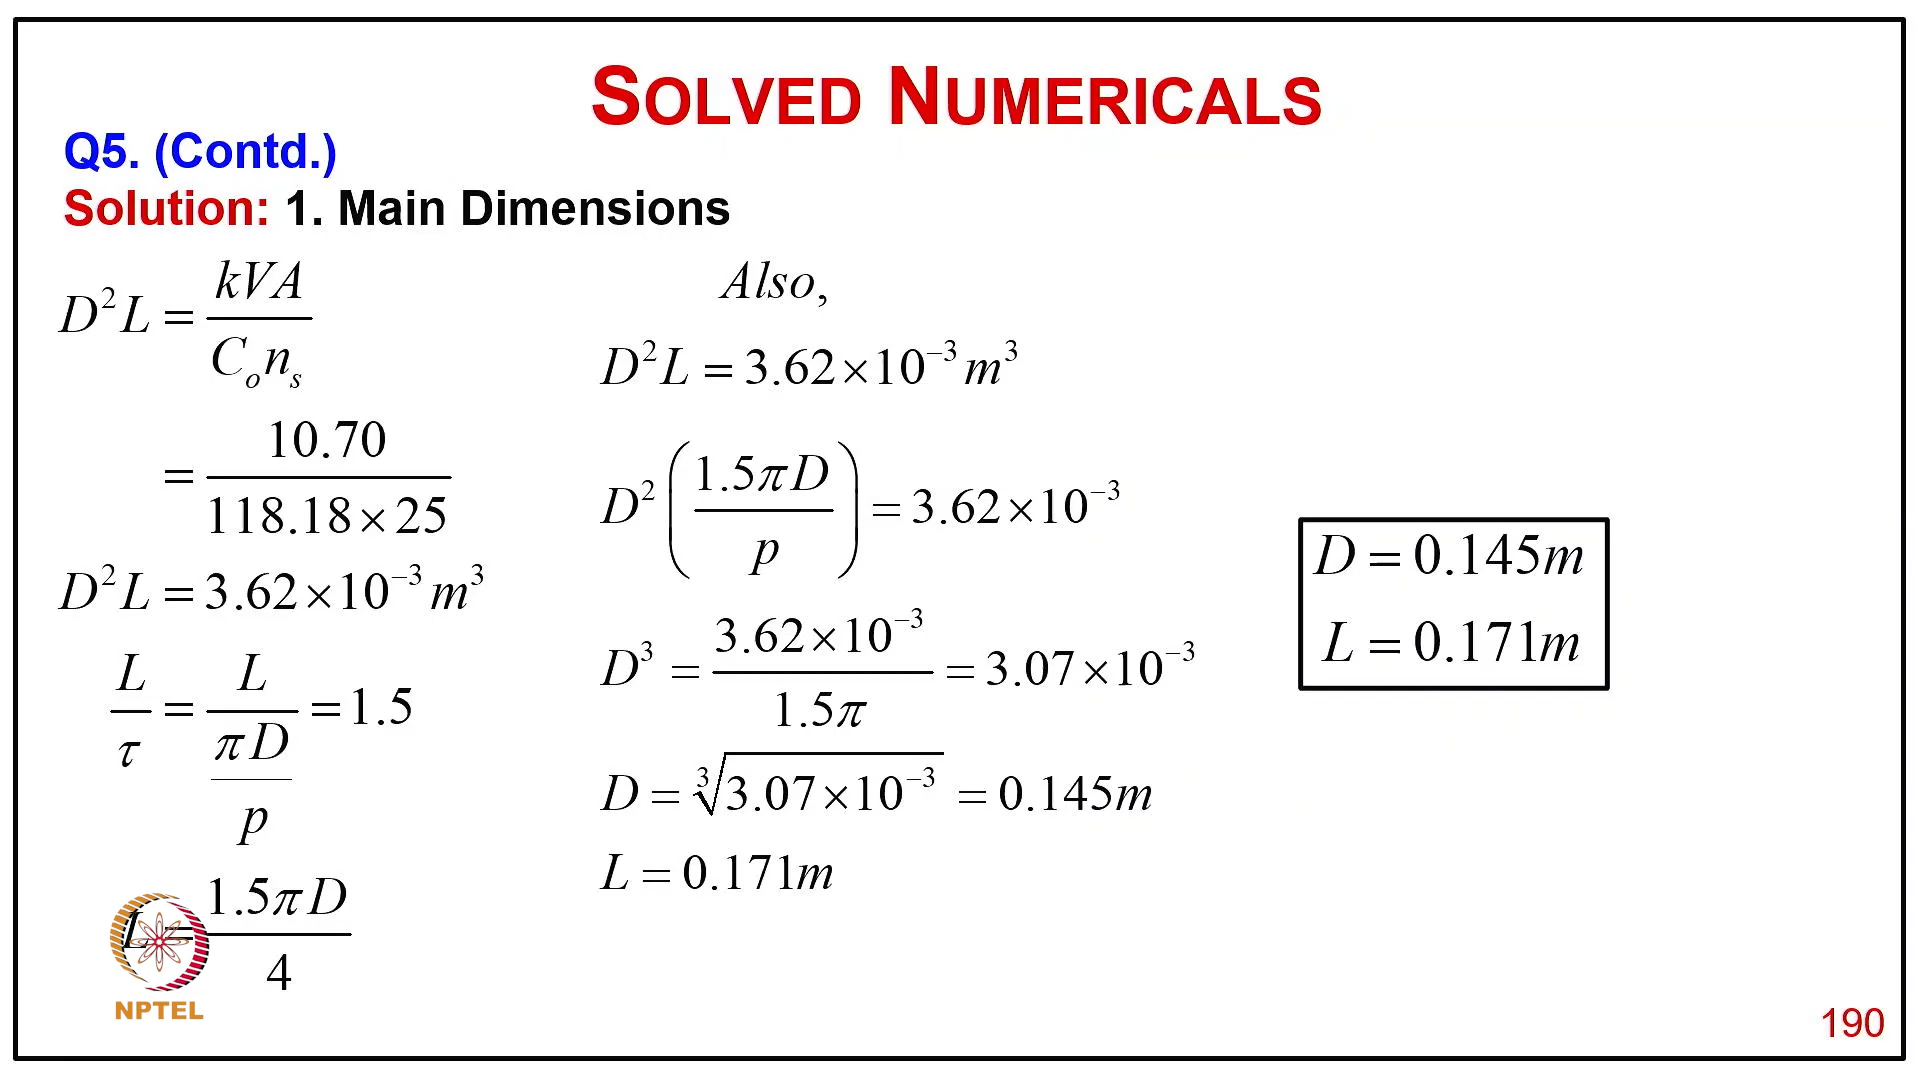 SOLVED NUMERICALS
Q5. (Contd.)
Solution: 1. Main Dimensions
D²L = kVA / Cₒnₛ
= 10.70 / 118.18×25
D²L = 3.62×10⁻³ m³
L/τ = L / (πD/p) = 1.5
L = 1.5πD / 4
Also,
D²L = 3.62×10⁻³ m³
D² (1.5πD / p) = 3.62×10⁻³
D³ = 3.62×10⁻³ / 1.5π = 3.07×10⁻³
D = ∛(3.07×10⁻³) = 0.145m
L = 0.171m
D = 0.145m
L = 0.171m
NPTEL
190